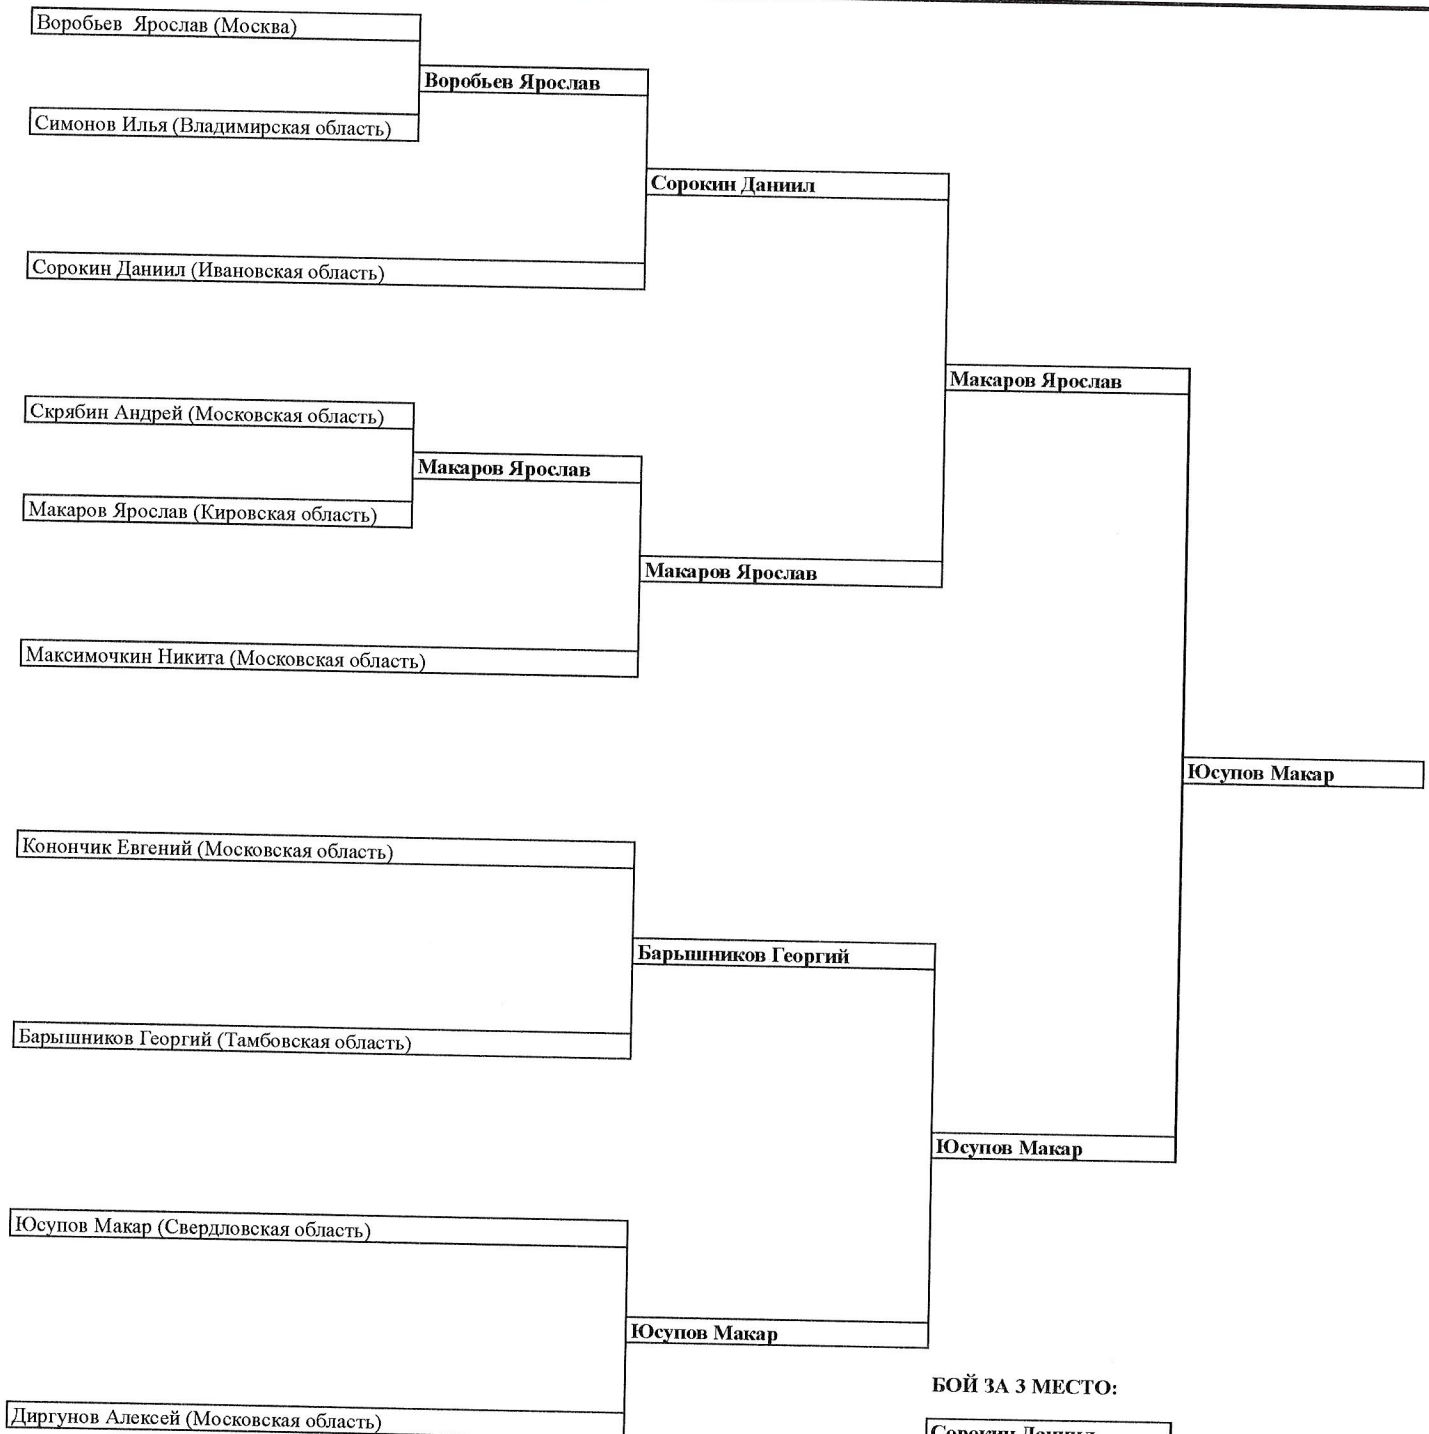 Воробьев  Ярослав (Москва)
Воробьев Ярослав
Симонов Илья (Владимирская область)
Сорокин Даниил
Сорокин Даниил (Ивановская область)
Макаров Ярослав
Скрябин Андрей (Московская область)
Макаров Ярослав
Макаров Ярослав (Кировская область)
Макаров Ярослав
Максимочкин Никита (Московская область)
Юсупов Макар
Конончик Евгений (Московская область)
Барышников Георгий
Барышников Георгий (Тамбовская область)
Юсупов Макар
Юсупов Макар (Свердловская область)
Юсупов Макар
БОЙ ЗА 3 МЕСТО:
Диргунов Алексей (Московская область)
Сорокин Даниил